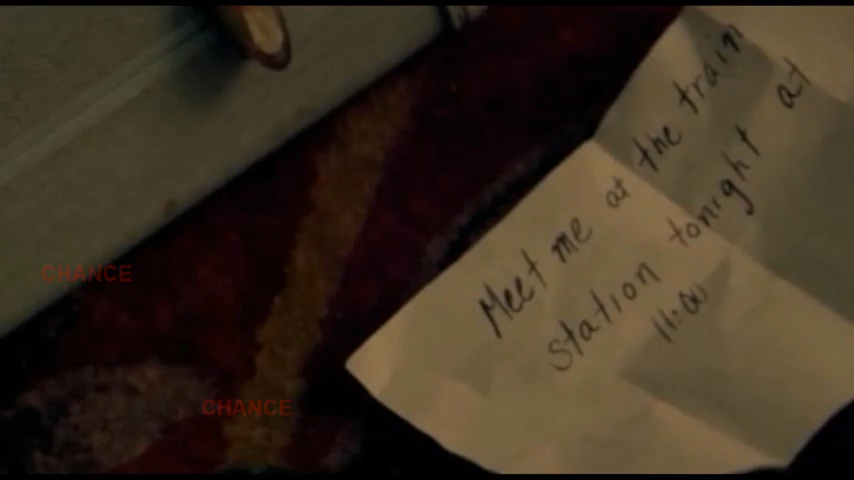 Meet me at the train
station tonight at
11:00
CHANCE
CHANCE